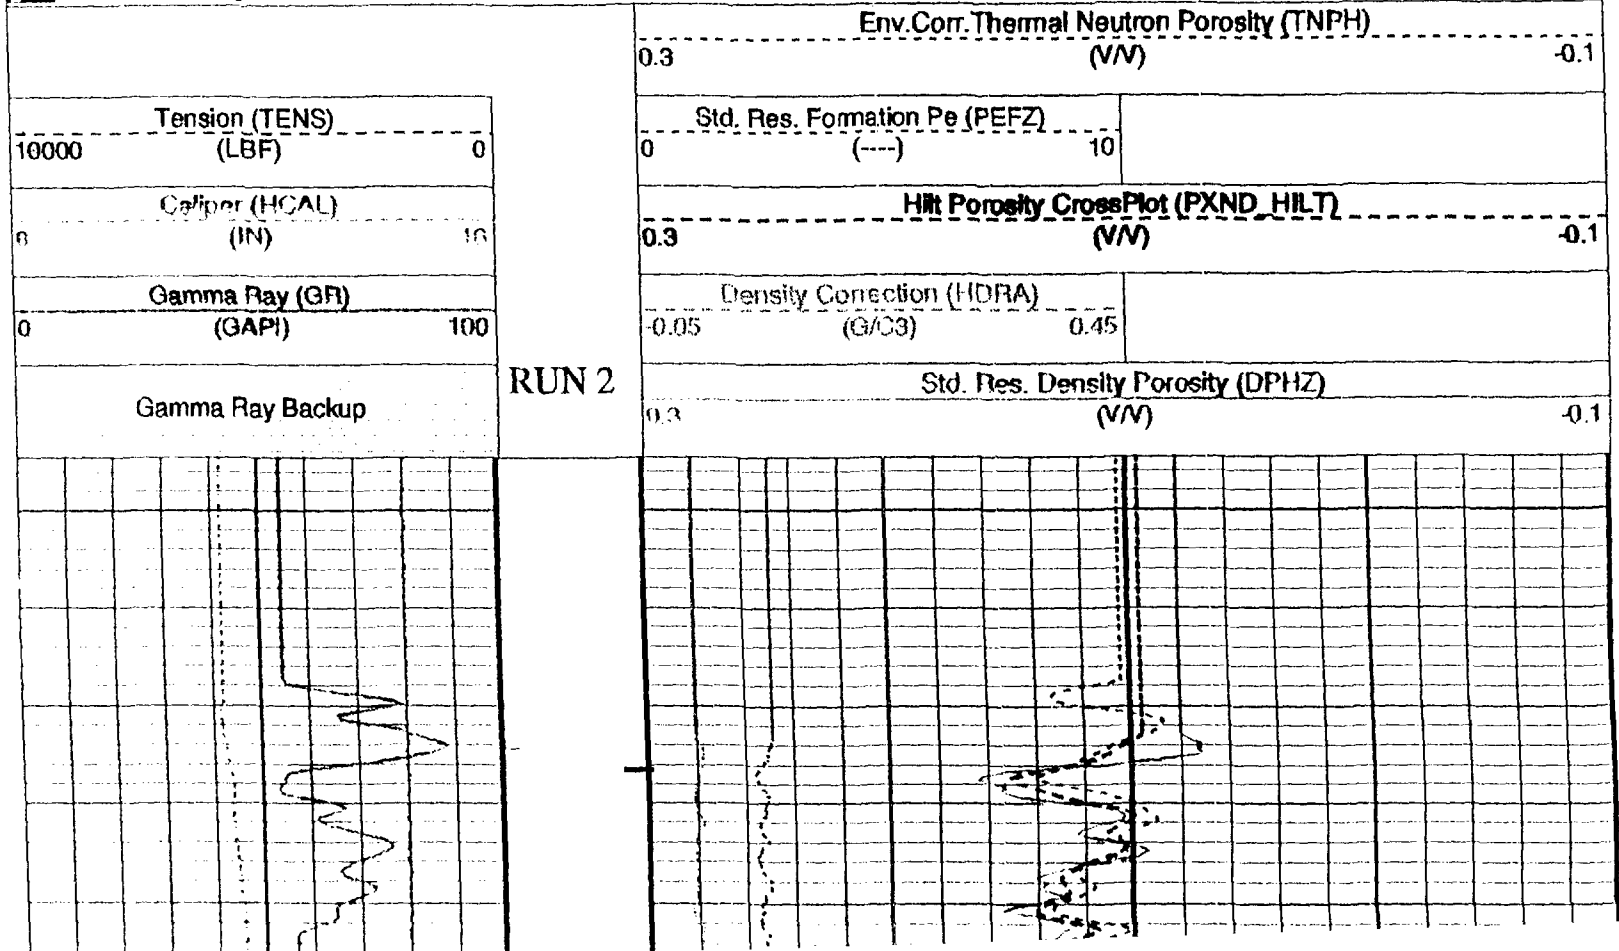 Env.Corr.Thermal Neutron Porosity (TNPH)
0.3 (V/V) -0.1
Tension (TENS)
10000 (LBF) 0
Std. Res. Formation Pe (PEFZ)
0 (----) 10
Caliper (HCAL)
(IN)
Hilt Porosity CrossPlot (PXND_HILT)
0.3 (V/V) -0.1
Gamma Ray (GR)
0 (GAPI) 100
Density Correction (HDRA)
-0.05 (G/C3) 0.45
RUN 2
Std. Res. Density Porosity (DPHZ)
0.3 (V/V) -0.1
Gamma Ray Backup